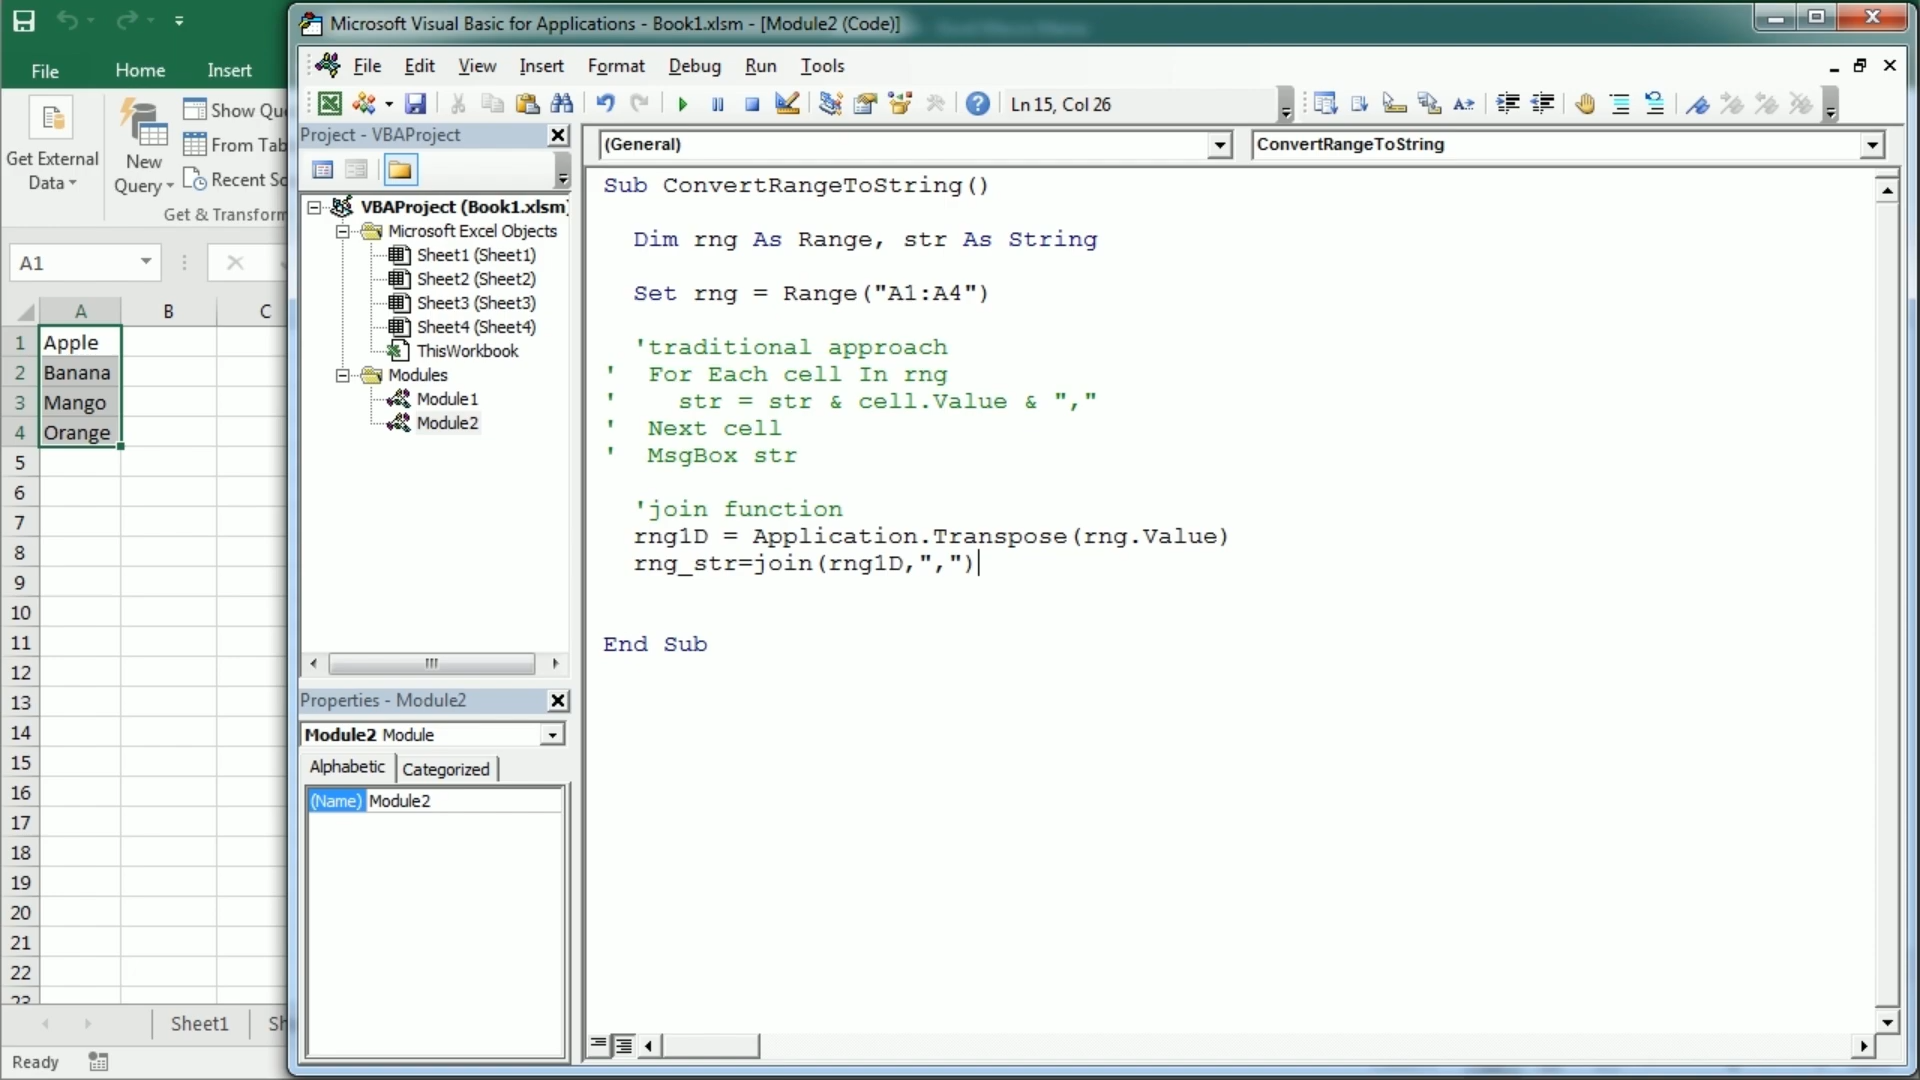 Microsoft Visual Basic for Applications - Book1.xlsm - [Module2 (Code)]
File Home Insert
File Edit View Insert Format Debug Run Tools
Ln 15, Col 26
Get External Data
New Query
Show Qu
From Tab
Recent So
Get & Transform
A1
A B C
1 Apple
2 Banana
3 Mango
4 Orange
5
6
7
8
9
10
11
12
13
14
15
16
17
18
19
20
21
22
23
Sheet1 Sh
Ready
Project - VBAProject
VBAProject (Book1.xlsm)
Microsoft Excel Objects
Sheet1 (Sheet1)
Sheet2 (Sheet2)
Sheet3 (Sheet3)
Sheet4 (Sheet4)
ThisWorkbook
Modules
Module1
Module2
Properties - Module2
Module2 Module
Alphabetic Categorized
(Name) Module2
(General) ConvertRangeToString
Sub ConvertRangeToString()
Dim rng As Range, str As String
Set rng = Range("A1:A4")
'traditional approach
' For Each cell In rng
' str = str & cell.Value & ","
' Next cell
' MsgBox str
'join function
rng1D = Application.Transpose(rng.Value)
rng_str=join(rng1D,",")
End Sub